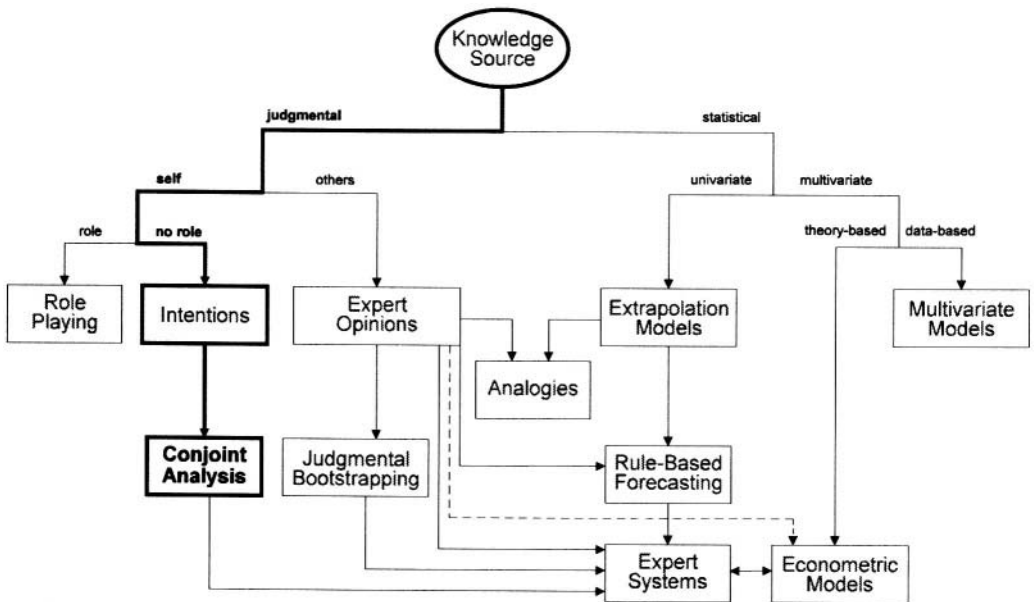 Knowledge
Source
judgmental
statistical
self
others
univariate
multivariate
role
no role
theory-based
data-based
Role
Playing
Intentions
Expert
Opinions
Extrapolation
Models
Multivariate
Models
Analogies
Conjoint
Analysis
Judgmental
Bootstrapping
Rule-Based
Forecasting
Expert
Systems
Econometric
Models